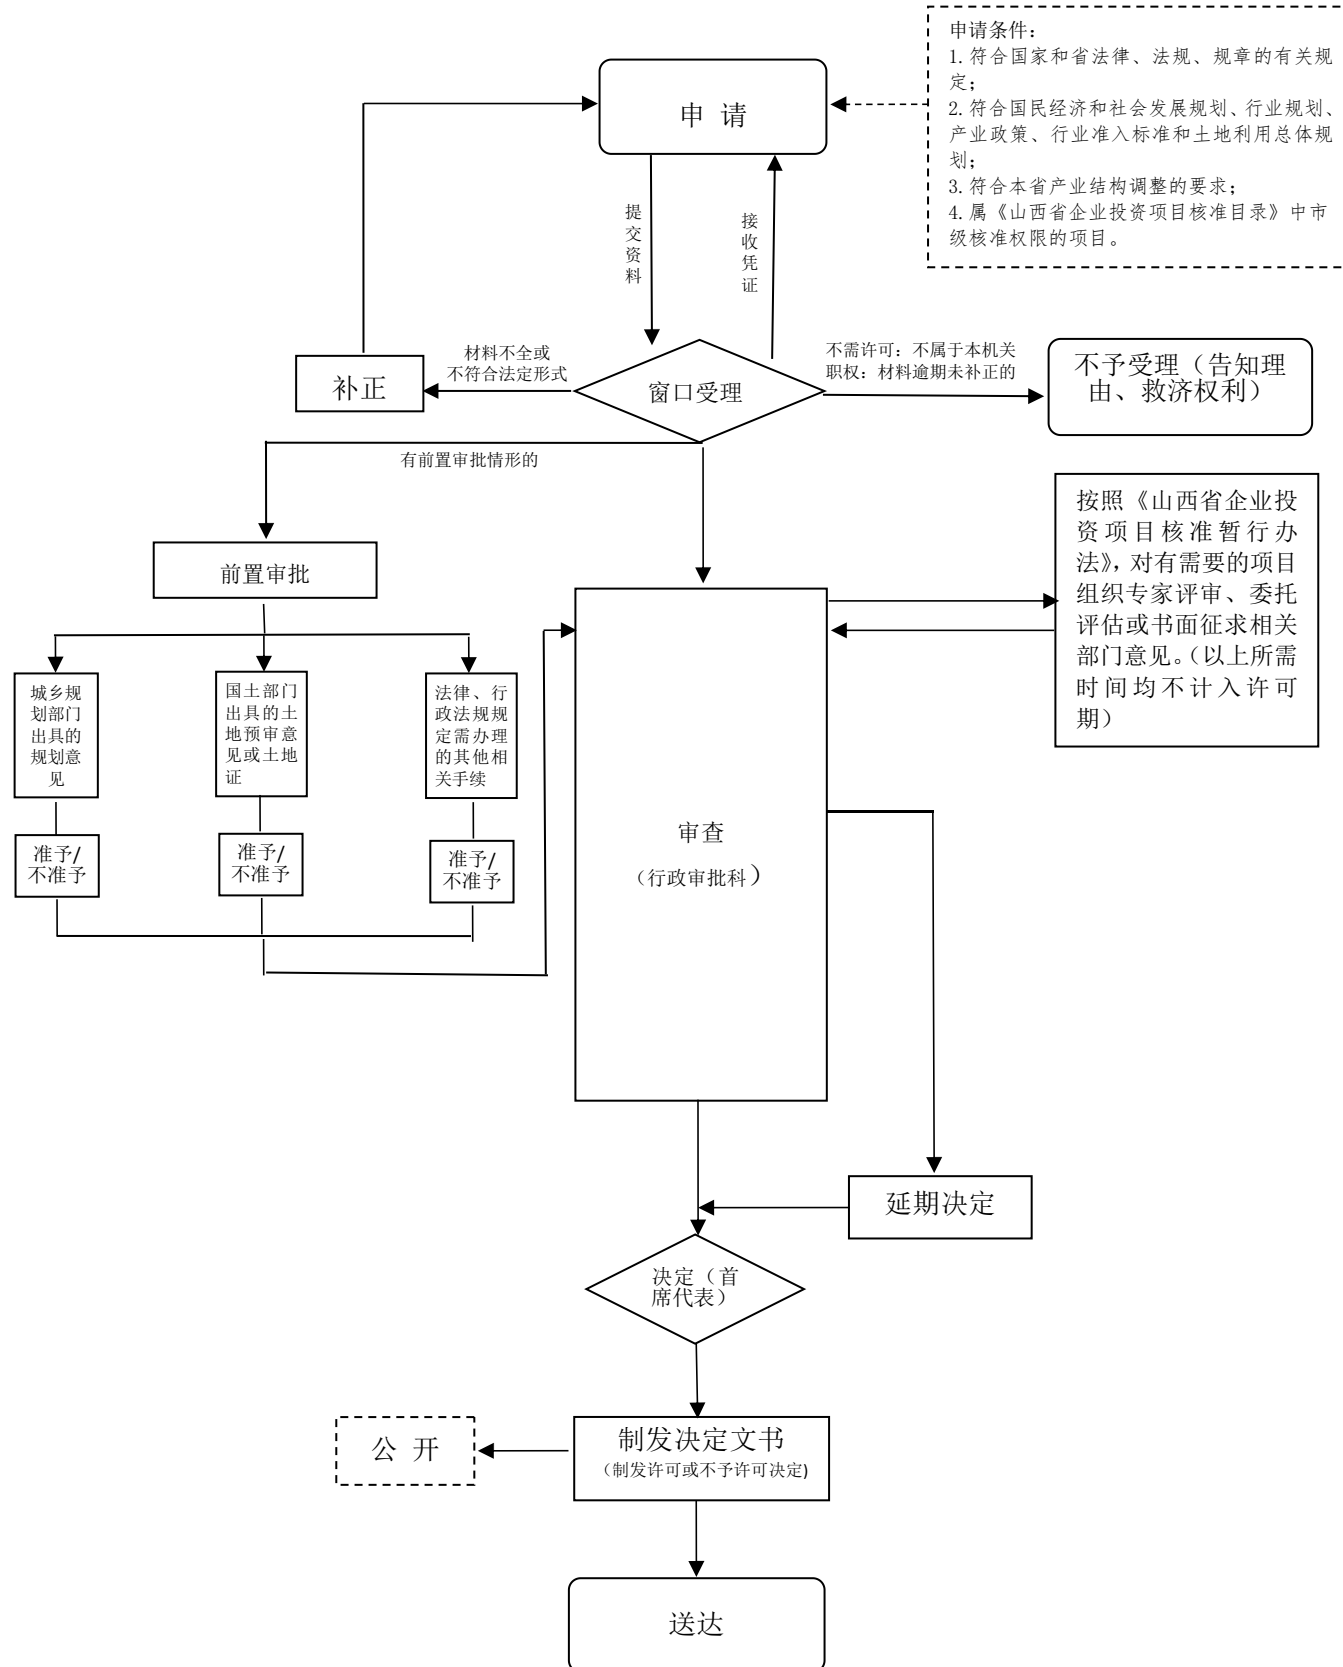 申请条件：
1.符合国家和省法律、法规、规章的有关规
定；
2.符合国民经济和社会发展规划、行业规划、
产业政策、行业准入标准和土地利用总体规
划；
3.符合本省产业结构调整的要求；
4.属《山西省企业投资项目核准目录》中市
级核准权限的项目。
申 请
提交资料
接收凭证
材料不全或
不符合法定形式
补正
窗口受理
不需许可：不属于本机关
职权：材料逾期未补正的
不予受理（告知理
由、救济权利）
有前置审批情形的
前置审批
按照《山西省企业投
资项目核准暂行办
法》，对有需要的项目
组织专家评审、委托
评估或书面征求相关
部门意见。（以上所需
时间均不计入许可
期）
城乡规
划部门
出具的
规划意
见
国土部门
出具的土
地预审意
见或土地
证
法律、行
政法规规
定需办理
的其他相
关手续
准予/
不准予
准予/
不准予
准予/
不准予
审查
（行政审批科）
延期决定
决定（首
席代表）
制发决定文书
（制发许可或不予许可决定)
公 开
送达